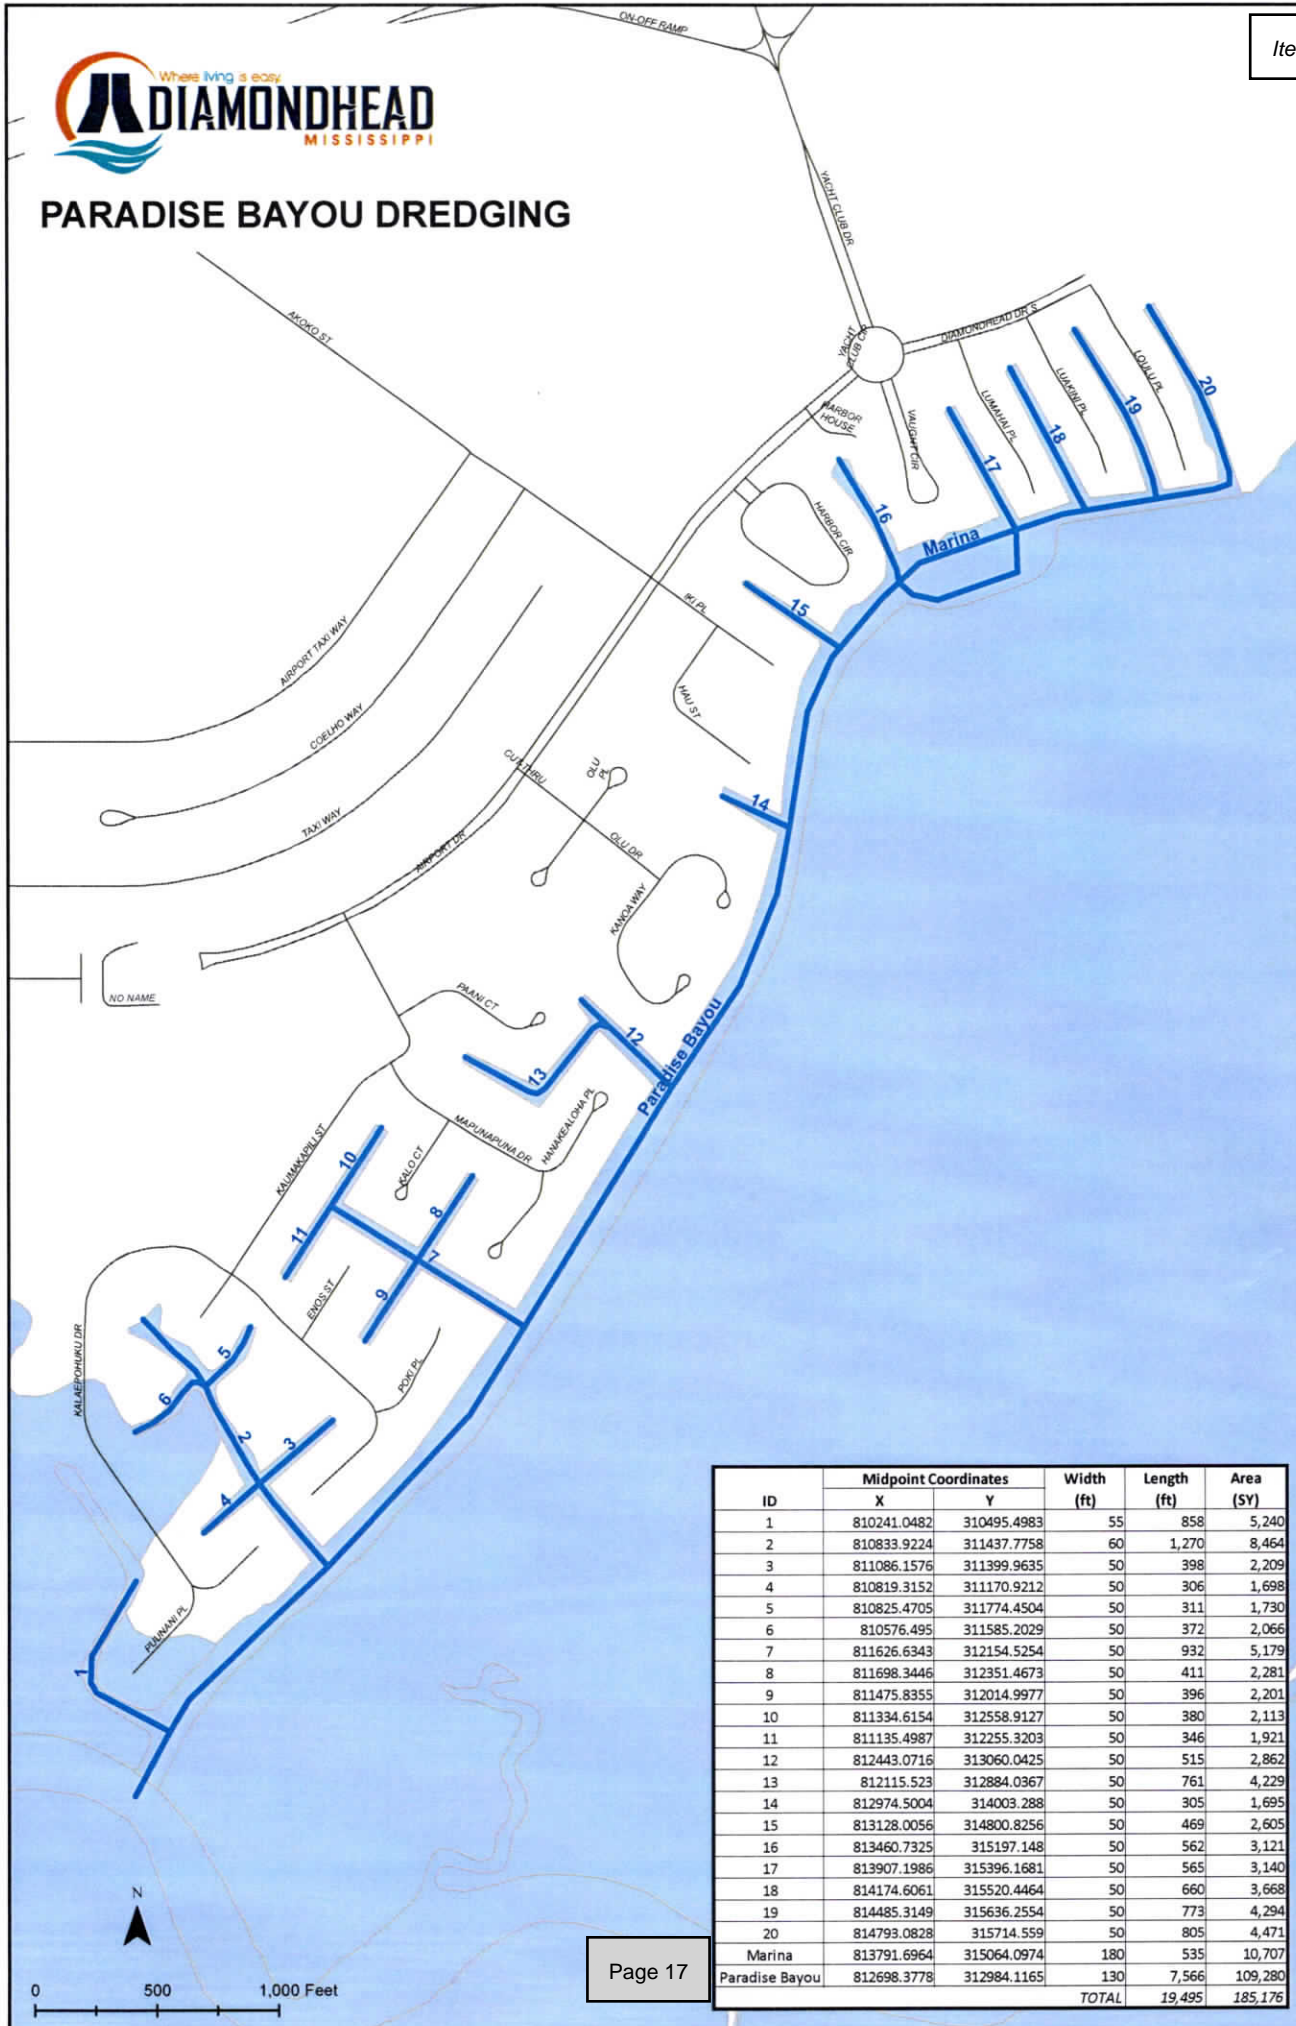 Ite
Where living is easy.
DIAMONDHEAD
MISSISSIPPI
PARADISE BAYOU DREDGING
ON-OFF RAMP
YACHT CLUB DR
AKOKO ST
YACHT
CLUB CIR
DIAMONDHEAD DR S
LOULU PL
LUAKINI PL
LUMAHAI PL
HARBOR
HOUSE
VAUGHT CIR
20
19
18
17
16
HARBOR CIR
Marina
15
IKI PL
HAU ST
AIRPORT TAXI WAY
COELHO WAY
TAXI WAY
AIRPORT DR
CUT-THRU
OLU
PL
OLU DR
14
KANOA WAY
NO NAME
PAANI CT
12
13
Paradise Bayou
HANAKEALOHA PL
MAPUNAPUNA DR
KALO CT
KAUMAKAPILI ST
10
11
8
7
9
ENOS ST
POKI PL
KALAEPOHUKU DR
5
6
2
3
4
PUUNANI PL
1
N
0 500 1,000 Feet
Page 17
Midpoint Coordinates Width Length Area
ID X Y (ft) (ft) (SY)
1 810241.0482 310495.4983 55 858 5,240
2 810833.9224 311437.7758 60 1,270 8,464
3 811086.1576 311399.9635 50 398 2,209
4 810819.3152 311170.9212 50 306 1,698
5 810825.4705 311774.4504 50 311 1,730
6 810576.495 311585.2029 50 372 2,066
7 811626.6343 312154.5254 50 932 5,179
8 811698.3446 312351.4673 50 411 2,281
9 811475.8355 312014.9977 50 396 2,201
10 811334.6154 312558.9127 50 380 2,113
11 811135.4987 312255.3203 50 346 1,921
12 812443.0716 313060.0425 50 515 2,862
13 812115.523 312884.0367 50 761 4,229
14 812974.5004 314003.288 50 305 1,695
15 813128.0056 314800.8256 50 469 2,605
16 813460.7325 315197.148 50 562 3,121
17 813907.1986 315396.1681 50 565 3,140
18 814174.6061 315520.4464 50 660 3,668
19 814485.3149 315636.2554 50 773 4,294
20 814793.0828 315714.559 50 805 4,471
Marina 813791.6964 315064.0974 180 535 10,707
Paradise Bayou 812698.3778 312984.1165 130 7,566 109,280
TOTAL 19,495 185,176